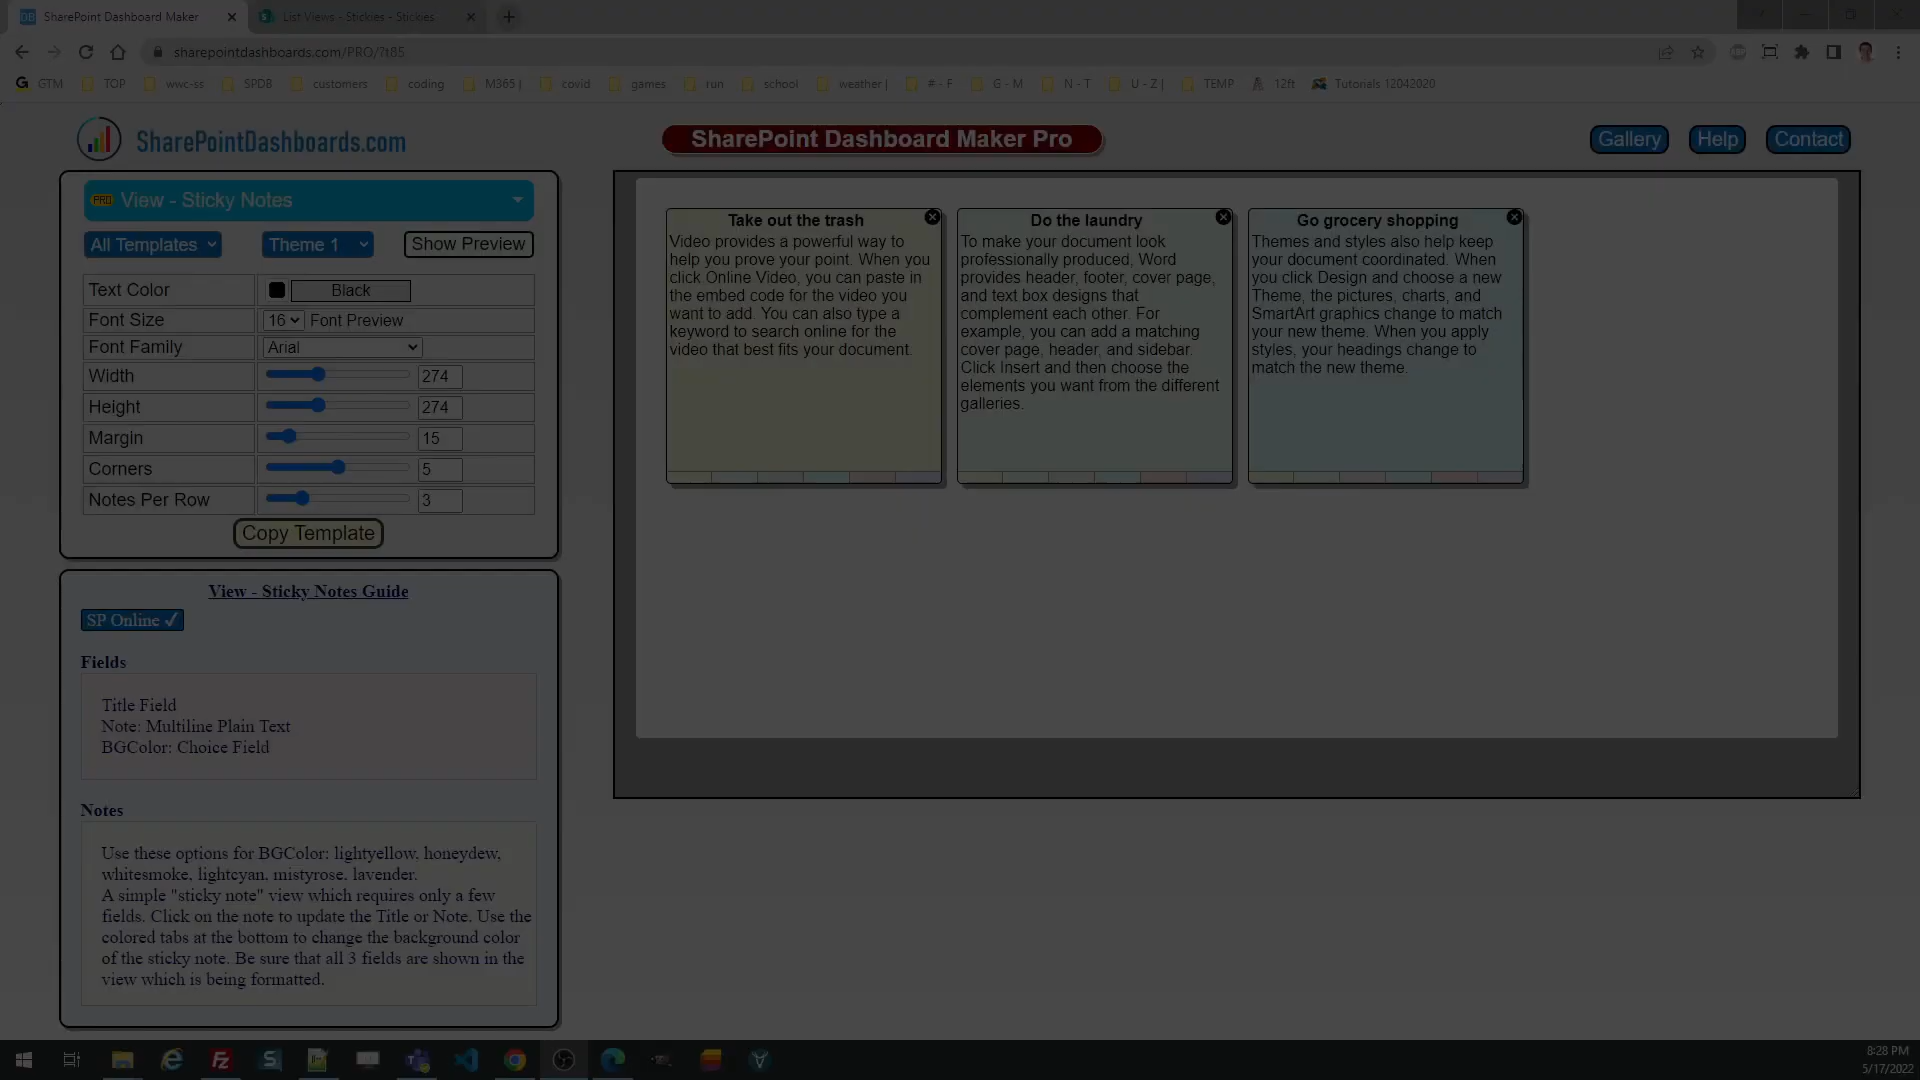 SharePoint Dashboard Maker
List Views - Stickies - Stickies
sharepointdashboards.com/PRO/?t85
G GTM TOP wwc-ss SPDB customers coding M365 | covid games run school weather | # - F G - M N - T U - Z | TEMP 12ft Tutorials 12042020
SharePointDashboards.com
SharePoint Dashboard Maker Pro
Gallery Help Contact
PRO View - Sticky Notes
All Templates Theme 1 Show Preview
Text Color Black
Font Size 16 Font Preview
Font Family Arial
Width 274
Height 274
Margin 15
Corners 5
Notes Per Row 3
Copy Template
View - Sticky Notes Guide
SP Online ✓
Fields
Title Field
Note: Multiline Plain Text
BGColor: Choice Field
Notes
Use these options for BGColor: lightyellow, honeydew,
whitesmoke, lightcyan, mistyrose, lavender.
A simple "sticky note" view which requires only a few
fields. Click on the note to update the Title or Note. Use the
colored tabs at the bottom to change the background color
of the sticky note. Be sure that all 3 fields are shown in the
view which is being formatted.
Take out the trash
Video provides a powerful way to
help you prove your point. When you
click Online Video, you can paste in
the embed code for the video you
want to add. You can also type a
keyword to search online for the
video that best fits your document.
Do the laundry
To make your document look
professionally produced, Word
provides header, footer, cover page,
and text box designs that
complement each other. For
example, you can add a matching
cover page, header, and sidebar.
Click Insert and then choose the
elements you want from the different
galleries.
Go grocery shopping
Themes and styles also help keep
your document coordinated. When
you click Design and choose a new
Theme, the pictures, charts, and
SmartArt graphics change to match
your new theme. When you apply
styles, your headings change to
match the new theme.
8:28 PM
5/17/2022